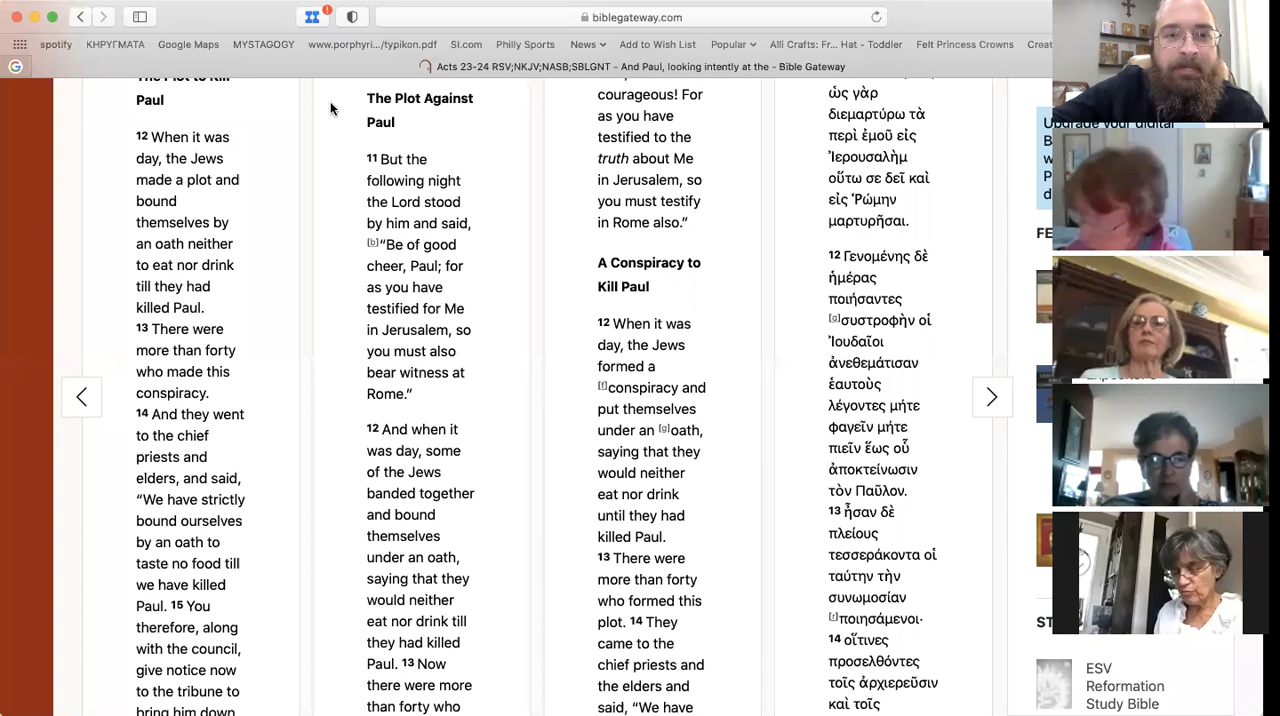 biblegateway.com
spotify ΚΗΡΥΓΜΑΤΑ Google Maps MYSTAGOGY www.porphyri.../typikon.pdf SI.com Philly Sports News Add to Wish List Popular Alli Crafts: Fr... Hat - Toddler Felt Princess Crowns Creat
G
Acts 23-24 RSV;NKJV;NASB;SBLGNT - And Paul, looking intently at the - Bible Gateway
The Plot to Kill
Paul
12 When it was
day, the Jews
made a plot and
bound
themselves by
an oath neither
to eat nor drink
till they had
killed Paul.
13 There were
more than forty
who made this
conspiracy.
14 And they went
to the chief
priests and
elders, and said,
“We have strictly
bound ourselves
by an oath to
taste no food till
we have killed
Paul. 15 You
therefore, along
with the council,
give notice now
to the tribune to
bring him down
The Plot Against
Paul
11 But the
following night
the Lord stood
by him and said,
[b]“Be of good
cheer, Paul; for
as you have
testified for Me
in Jerusalem, so
you must also
bear witness at
Rome.”
12 And when it
was day, some
of the Jews
banded together
and bound
themselves
under an oath,
saying that they
would neither
eat nor drink till
they had killed
Paul. 13 Now
there were more
than forty who
courageous! For
as you have
testified to the
truth about Me
in Jerusalem, so
you must testify
in Rome also.”
A Conspiracy to
Kill Paul
12 When it was
day, the Jews
formed a
[f]conspiracy and
put themselves
under an [g]oath,
saying that they
would neither
eat nor drink
until they had
killed Paul.
13 There were
more than forty
who formed this
plot. 14 They
came to the
chief priests and
the elders and
said, “We have
ὡς γὰρ
διεμαρτύρω τὰ
περὶ ἐμοῦ εἰς
Ἰερουσαλὴμ
οὕτω σε δεῖ καὶ
εἰς Ῥώμην
μαρτυρῆσαι.
12 Γενομένης δὲ
ἡμέρας
ποιήσαντες
[q]συστροφὴν οἱ
Ἰουδαῖοι
ἀνεθεμάτισαν
ἑαυτοὺς
λέγοντες μήτε
φαγεῖν μήτε
πιεῖν ἕως οὗ
ἀποκτείνωσιν
τὸν Παῦλον.
13 ἦσαν δὲ
πλείους
τεσσεράκοντα οἱ
ταύτην τὴν
συνωμοσίαν
[r]ποιησάμενοι·
14 οἵτινες
προσελθόντες
τοῖς ἀρχιερεῦσιν
καὶ τοῖς
Upgrade your digital
B
w
P
d
FE
ST
ESV
Reformation
Study Bible